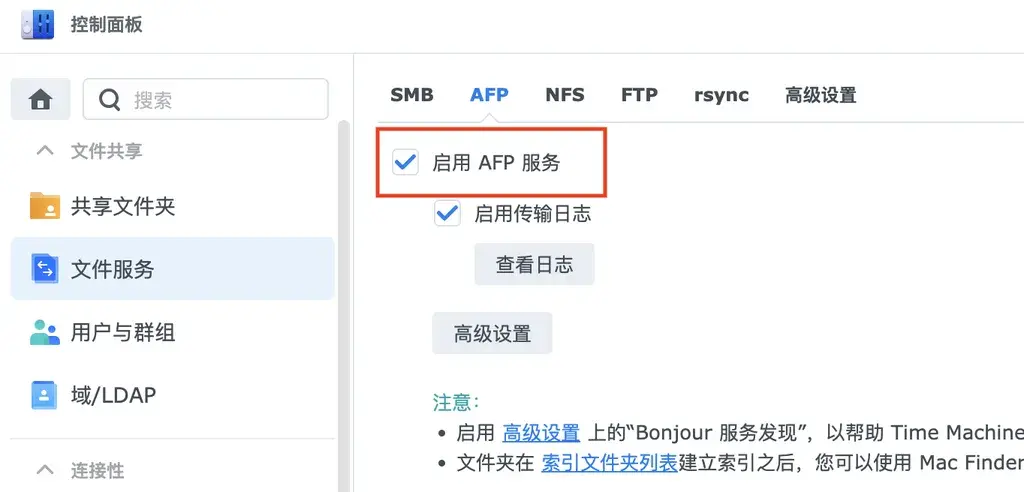 控制面板
搜索
SMB AFP NFS FTP rsync 高级设置
文件共享
启用 AFP 服务
共享文件夹
启用传输日志
文件服务
查看日志
用户与群组
高级设置
域/LDAP
注意：
• 启用 高级设置 上的“Bonjour 服务发现”，以帮助 Time Machine
• 文件夹在 索引文件夹列表建立索引之后，您可以使用 Mac Finder
连接性